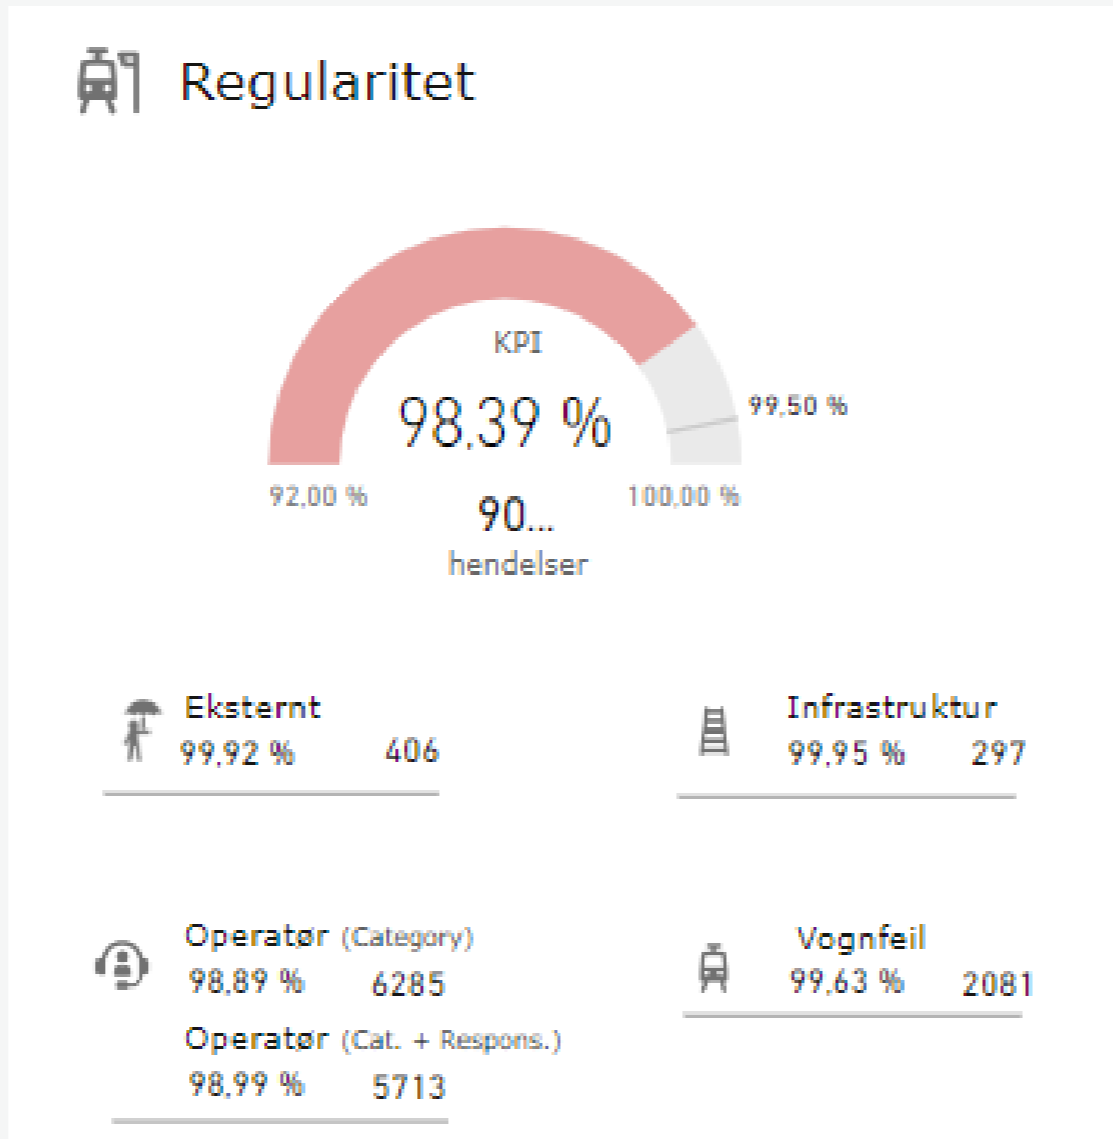 Regularitet
KPI
98,39 %
99,50 %
92,00 %
100,00 %
90...
hendelser
Eksternt
99,92 %
406
Infrastruktur
99,95 %
297
Operatør (Category)
98,89 %
6285
Operatør (Cat. + Respons.)
98,99 %
5713
Vognfeil
99,63 %
2081